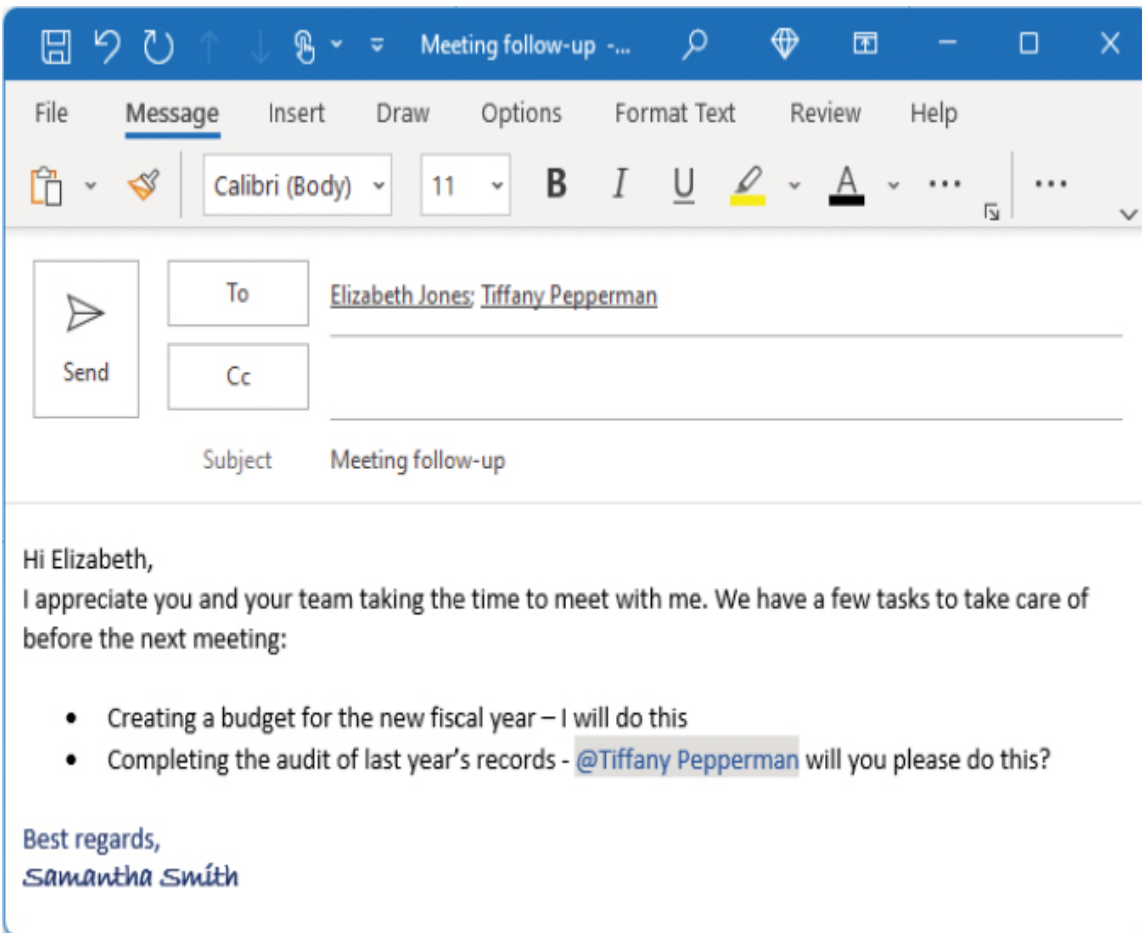 Meeting follow-up -...
File Message Insert Draw Options Format Text Review Help
Calibri (Body) 11 B I U A ... ...
Send
To Elizabeth Jones; Tiffany Pepperman
Cc
Subject Meeting follow-up
Hi Elizabeth,
I appreciate you and your team taking the time to meet with me. We have a few tasks to take care of
before the next meeting:
• Creating a budget for the new fiscal year – I will do this
• Completing the audit of last year's records - @Tiffany Pepperman will you please do this?
Best regards,
Samantha Smith